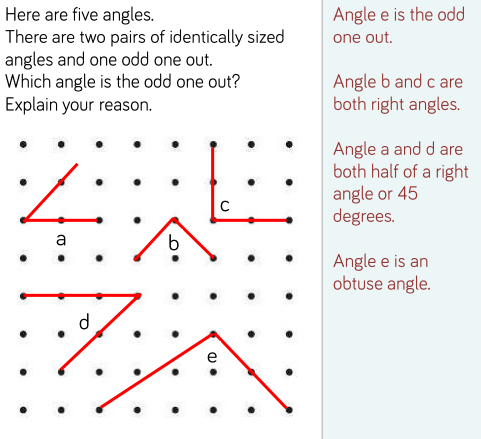 Here are five angles.
There are two pairs of identically sized
angles and one odd one out.
Which angle is the odd one out?
Explain your reason.
a
b
c
d
e
Angle e is the odd
one out.
Angle b and c are
both right angles.
Angle a and d are
both half of a right
angle or 45
degrees.
Angle e is an
obtuse angle.